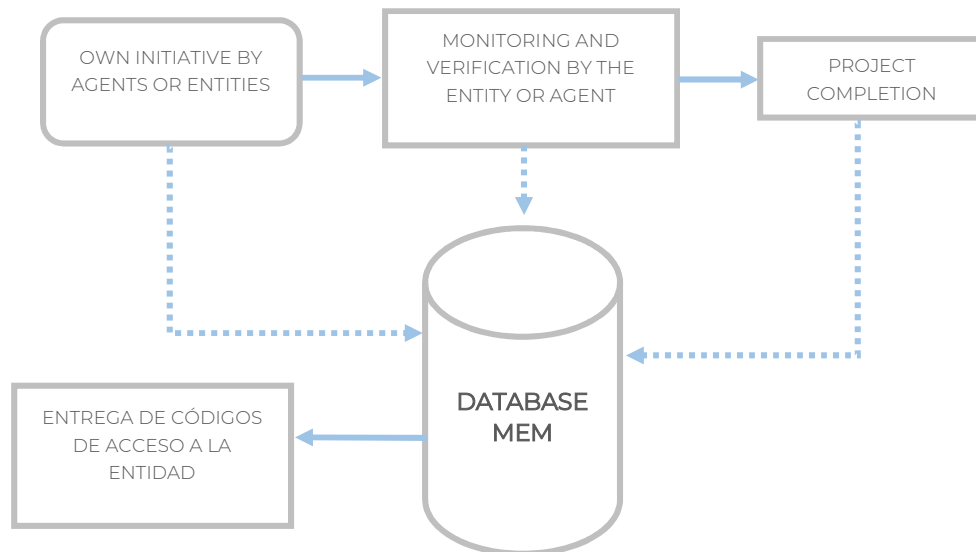 OWN INITIATIVE BY
AGENTS OR ENTITIES
MONITORING AND
VERIFICATION BY THE
ENTITY OR AGENT
PROJECT
COMPLETION
DATABASE
MEM
ENTREGA DE CÓDIGOS
DE ACCESO A LA
ENTIDAD